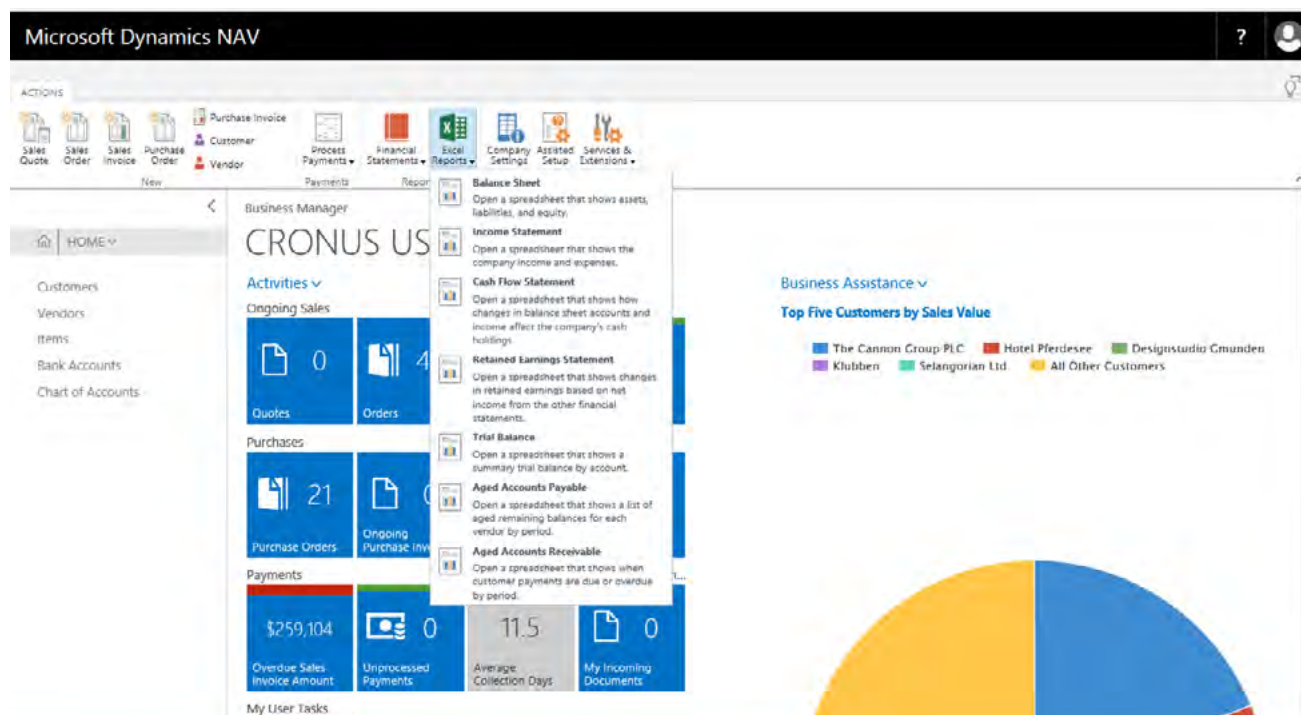 Microsoft Dynamics NAV
?
ACTIONS
Sales Quote
Sales Order
Sales Invoice
Purchase Order
Purchase Invoice
Customer
Vendor
Process Payments
Financial Statements
Excel Reports
Company Settings
Assisted Setup
Services & Extensions
New
Payments
Repor
HOME
Customers
Vendors
Items
Bank Accounts
Chart of Accounts
Business Manager
CRONUS US
Activities
Ongoing Sales
0
Quotes
4
Orders
Purchases
21
Purchase Orders
Ongoing
Purchase Inv
Payments
$259,104
Overdue Sales
Invoice Amount
0
Unprocessed
Payments
11.5
Average
Collection Days
0
My Incoming
Documents
My User Tasks
Balance Sheet
Open a spreadsheet that shows assets,
liabilities, and equity.
Income Statement
Open a spreadsheet that shows the
company income and expenses.
Cash Flow Statement
Open a spreadsheet that shows how
changes in balance sheet accounts and
income affect the company's cash
holdings.
Retained Earnings Statement
Open a spreadsheet that shows changes
in retained earnings based on net
income from the other financial
statements.
Trial Balance
Open a spreadsheet that shows a
summary trial balance by account.
Aged Accounts Payable
Open a spreadsheet that shows a list of
aged remaining balances for each
vendor by period.
Aged Accounts Receivable
Open a spreadsheet that shows when
customer payments are due or overdue
by period.
Business Assistance
Top Five Customers by Sales Value
The Cannon Group PLC Hotel Pferdesee Designstudio Gmunden
Klubben Selangorian Ltd. All Other Customers